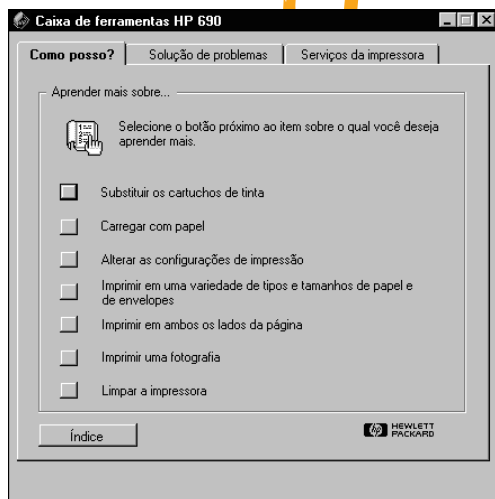 Caixa de ferramentas HP 690
Como posso?
Solução de problemas
Serviços da impressora
Aprender mais sobre...
Selecione o botão próximo ao item sobre o qual você deseja
aprender mais.
Substituir os cartuchos de tinta
Carregar com papel
Alterar as configurações de impressão
Imprimir em uma variedade de tipos e tamanhos de papel e
de envelopes
Imprimir em ambos os lados da página
Imprimir uma fotografia
Limpar a impressora
Índice
hp
HEWLETT
PACKARD